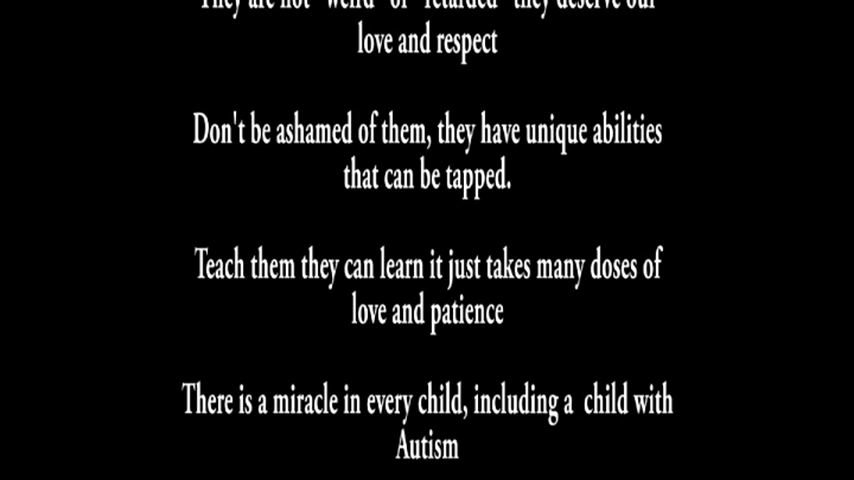 They are not "weird" or "retarded" they deserve our
love and respect
Don't be ashamed of them, they have unique abilities
that can be tapped.
Teach them they can learn it just takes many doses of
love and patience
There is a miracle in every child, including a  child with
Autism